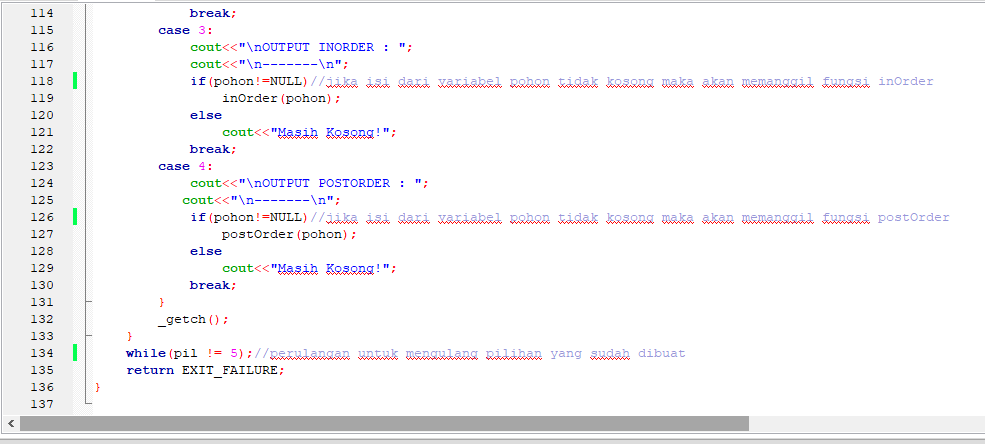 114 break;
115 case 3:
116 cout<<"\nOUTPUT INORDER : ";
117 cout<<"\n-------\n";
118 if(pohon!=NULL)//jika isi dari variabel pohon tidak kosong maka akan memanggil fungsi inOrder
119 inOrder(pohon);
120 else
121 cout<<"Masih Kosong!";
122 break;
123 case 4:
124 cout<<"\nOUTPUT POSTORDER : ";
125 cout<<"\n-------\n";
126 if(pohon!=NULL)//jika isi dari variabel pohon tidak kosong maka akan memanggil fungsi postOrder
127 postOrder(pohon);
128 else
129 cout<<"Masih Kosong!";
130 break;
131 }
132 _getch();
133 }
134 while(pil != 5);//perulangan untuk mengulang pilihan yang sudah dibuat
135 return EXIT_FAILURE;
136 }
137